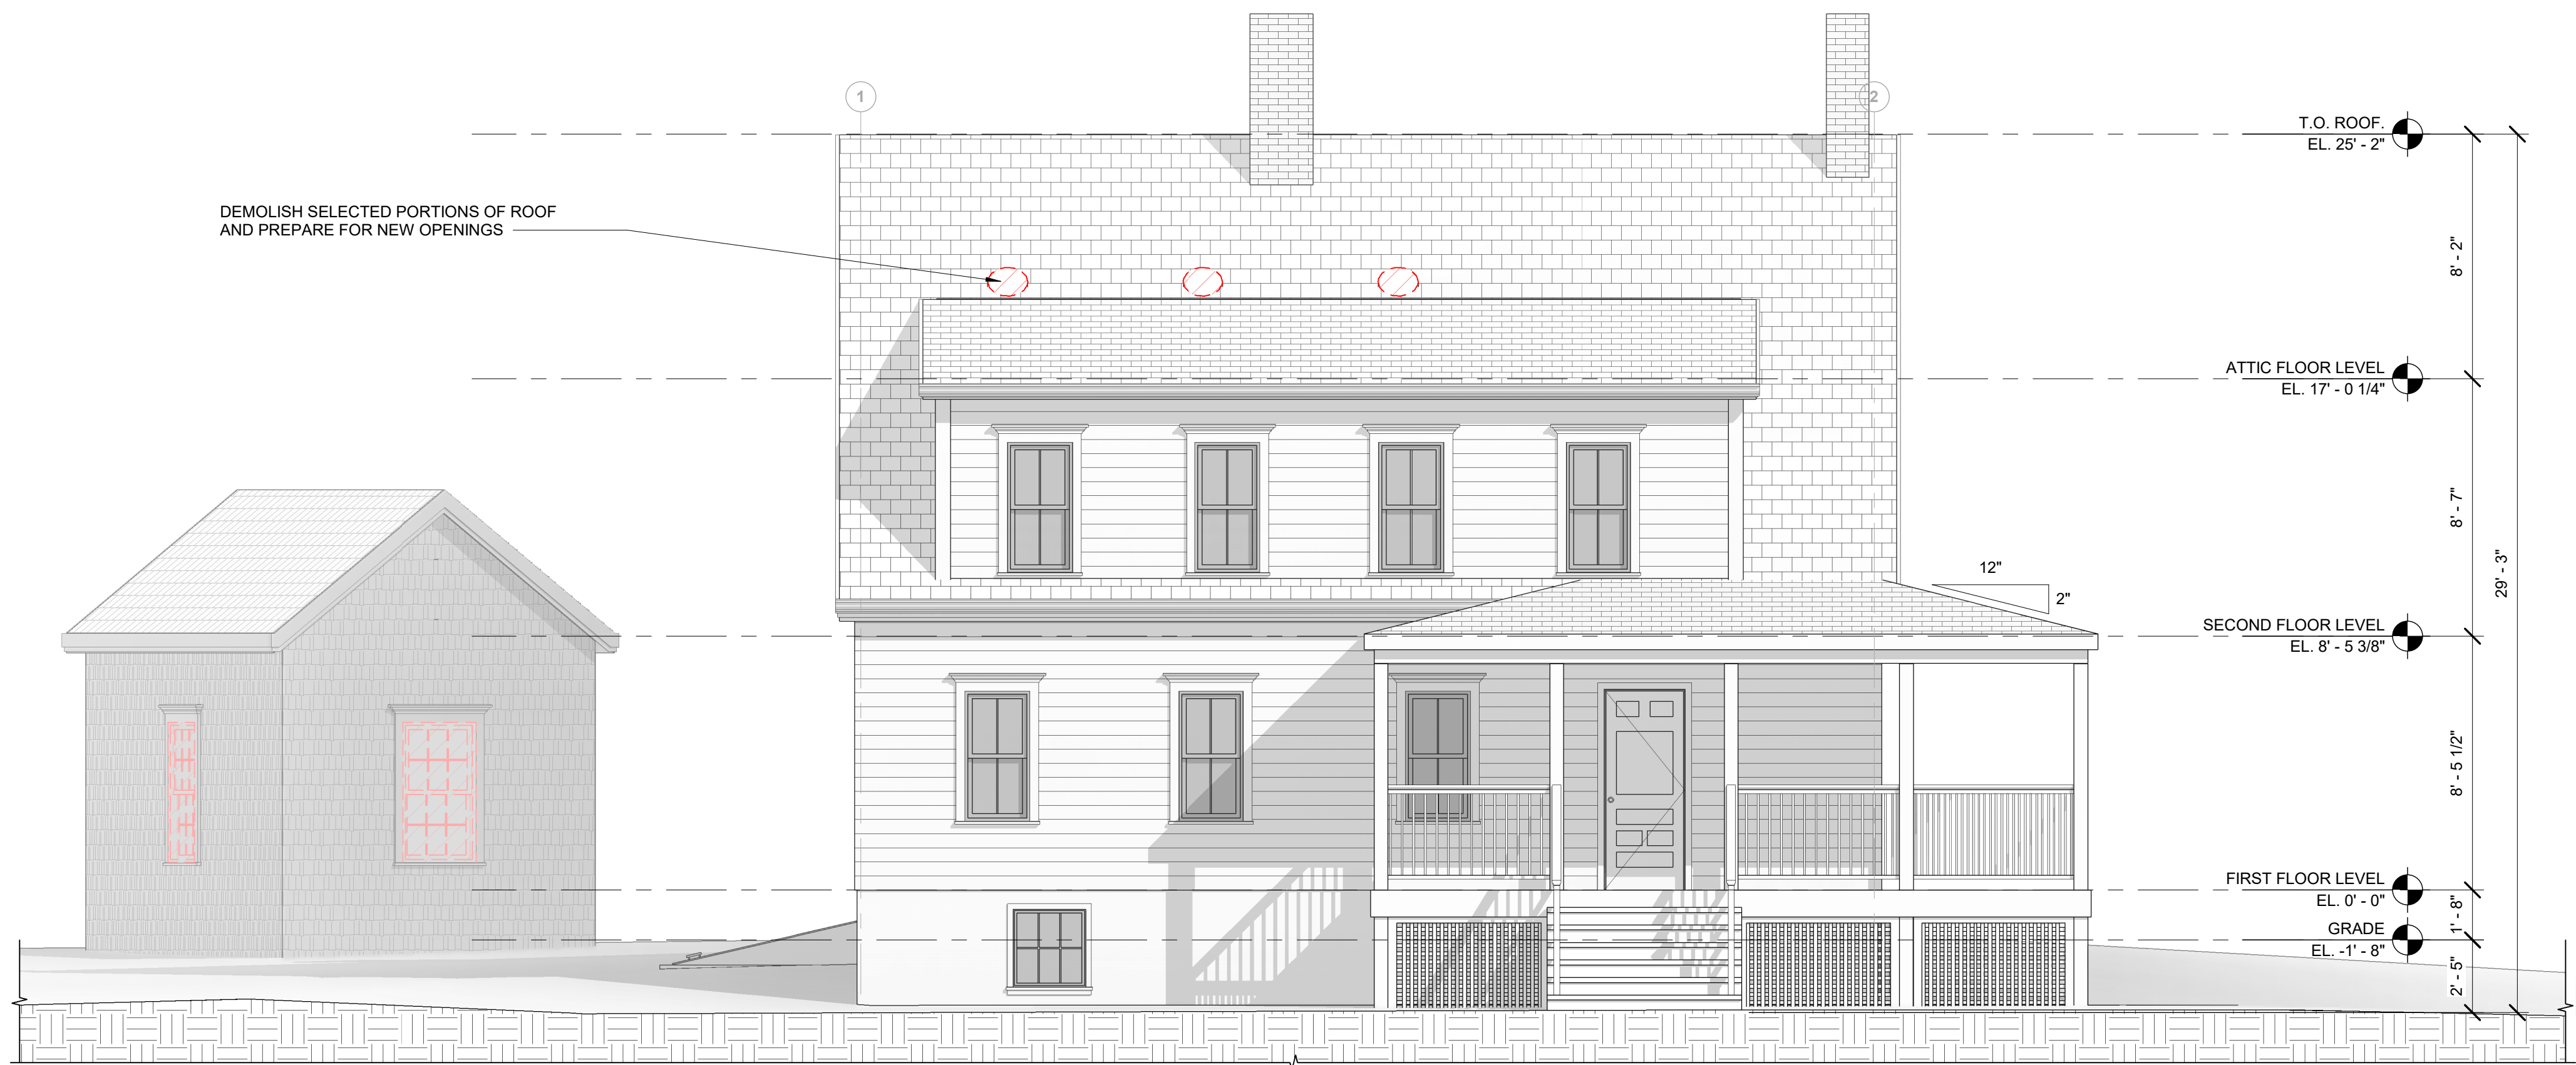 1
2
T.O. ROOF.
EL. 25' - 2"
DEMOLISH SELECTED PORTIONS OF ROOF
AND PREPARE FOR NEW OPENINGS
8' - 2"
ATTIC FLOOR LEVEL
EL. 17' - 0 1/4"
8' - 7"
29' - 3"
12"
2"
SECOND FLOOR LEVEL
EL. 8' - 5 3/8"
8' - 5 1/2"
FIRST FLOOR LEVEL
EL. 0' - 0"
1' - 8"
GRADE
EL. -1' - 8"
2' - 5"